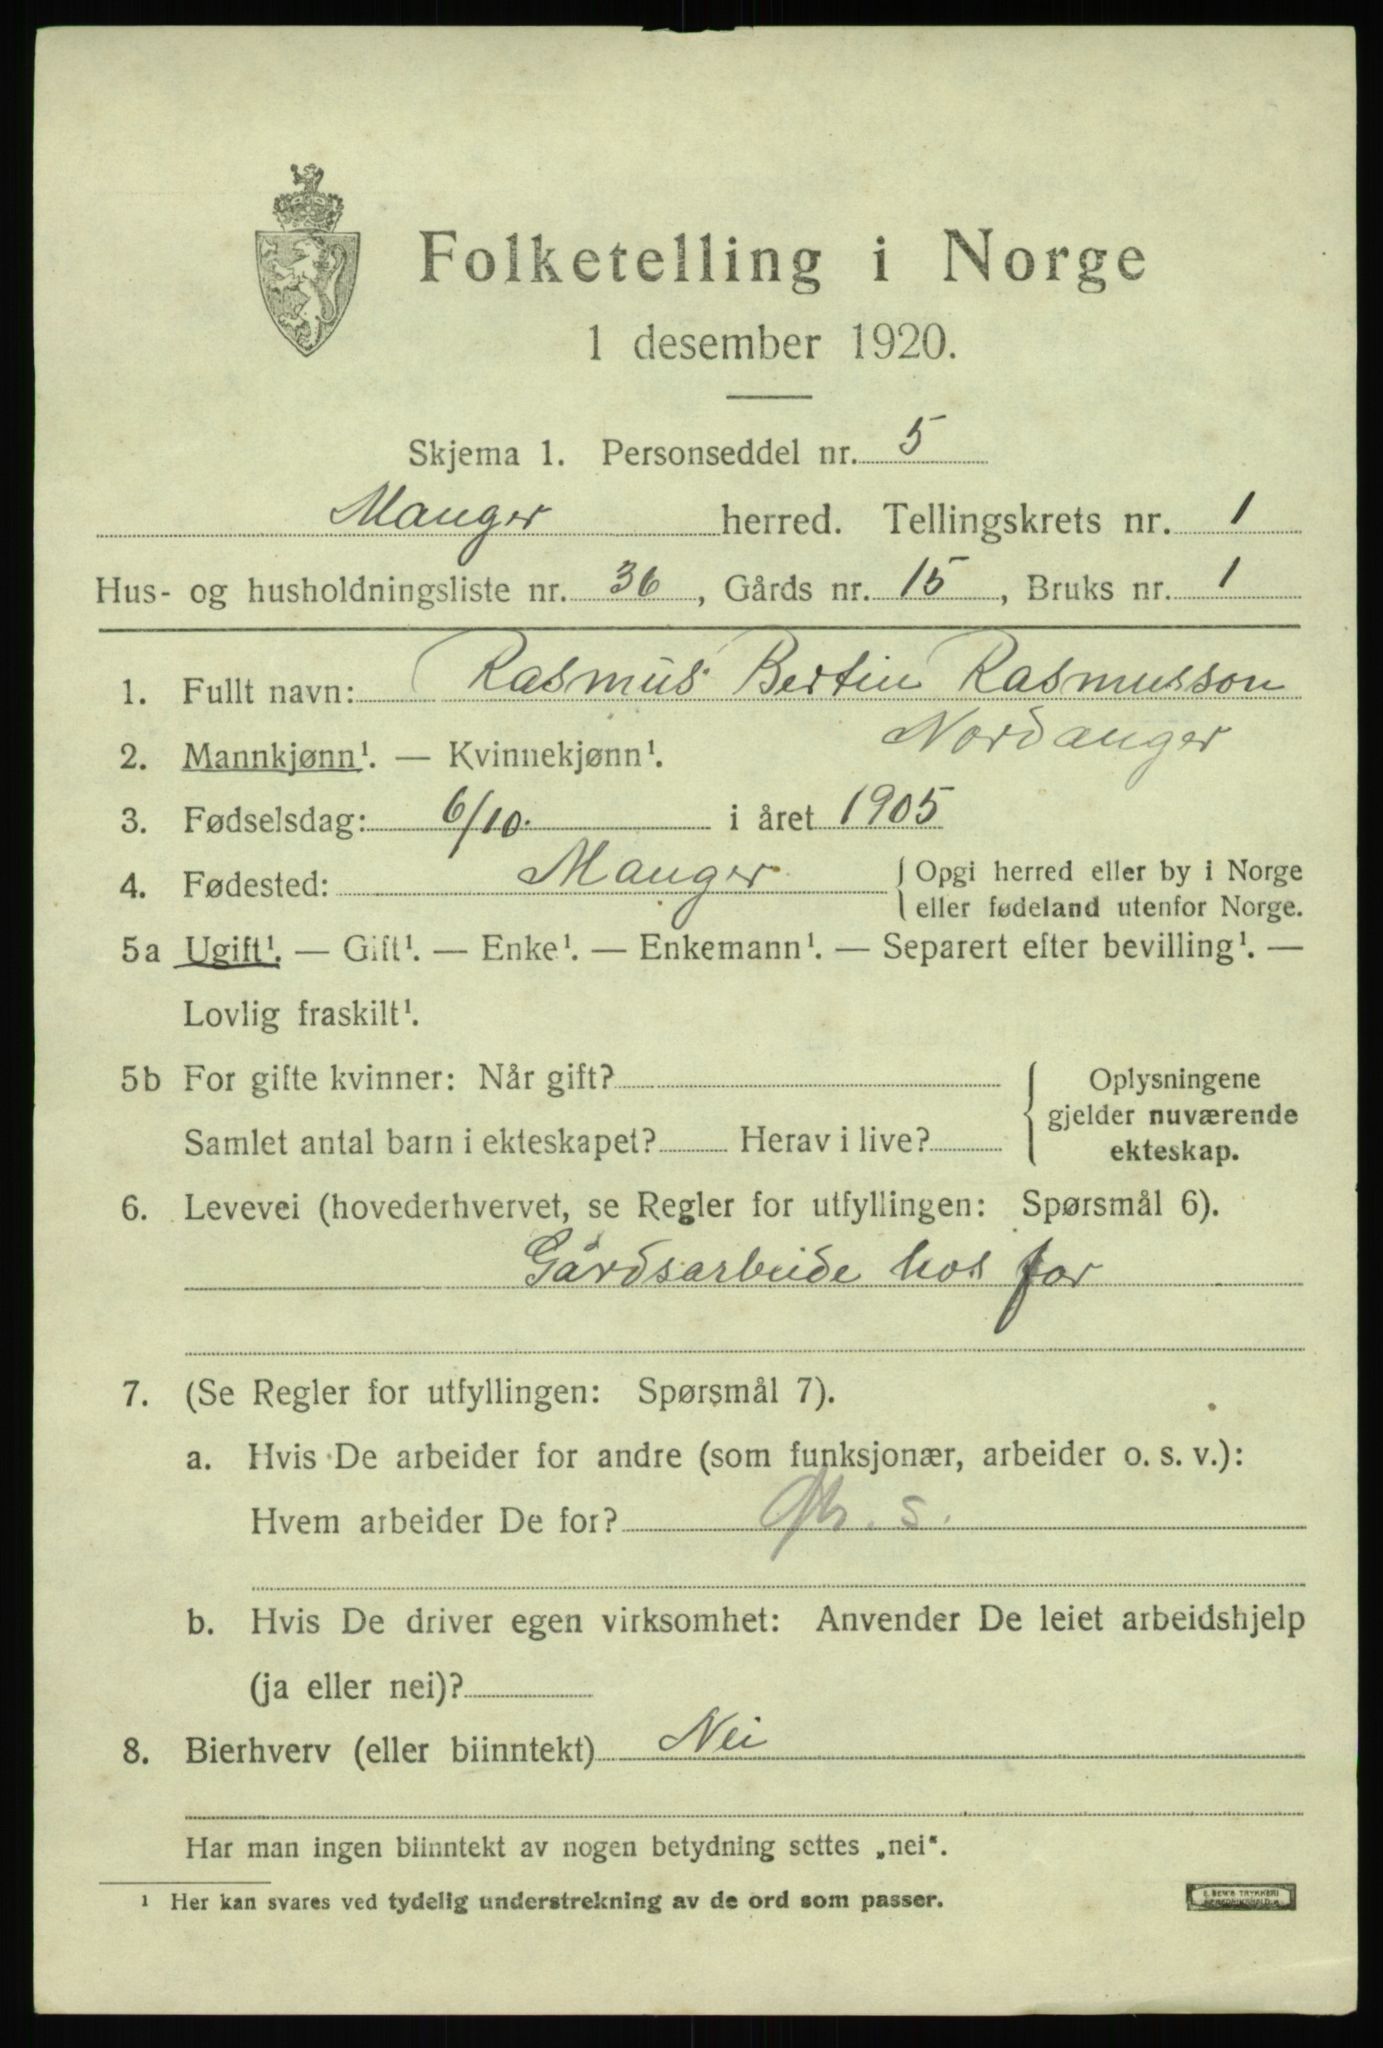 Folketelling i Norge
1 desember 1920.
Skjema 1. Personseddel nr. 5
Manger herred. Tellingskrets nr. 1
Hus- og husholdningsliste nr. 36, Gårds nr. 15, Bruks nr. 1
1. Fullt navn: Rasmus Bertin Rasmusson
Nordanger
2. Mannkjønn¹. — Kvinnekjønn¹.
3. Fødselsdag: 6/10. i året 1905
4. Fødested: Manger { Opgi herred eller by i Norge
eller fødeland utenfor Norge.
5a Ugift¹. — Gift¹. — Enke¹. — Enkemann¹. — Separert efter bevilling¹. —
Lovlig fraskilt¹.
5b For gifte kvinner: Når gift?
Samlet antal barn i ekteskapet? Herav i live?
{ Oplysningene
gjelder nuværende
ekteskap.
6. Levevei (hovederhvervet, se Regler for utfyllingen: Spørsmål 6).
Gårdsarbeide hos far
7. (Se Regler for utfyllingen: Spørsmål 7).
a. Hvis De arbeider for andre (som funksjonær, arbeider o. s. v.):
Hvem arbeider De for?
b. Hvis De driver egen virksomhet: Anvender De leiet arbeidshjelp
(ja eller nei)?
8. Bierhverv (eller biinntekt) Nei
Har man ingen biinntekt av nogen betydning settes „nei“.
¹ Her kan svares ved tydelig understrekning av de ord som passer.